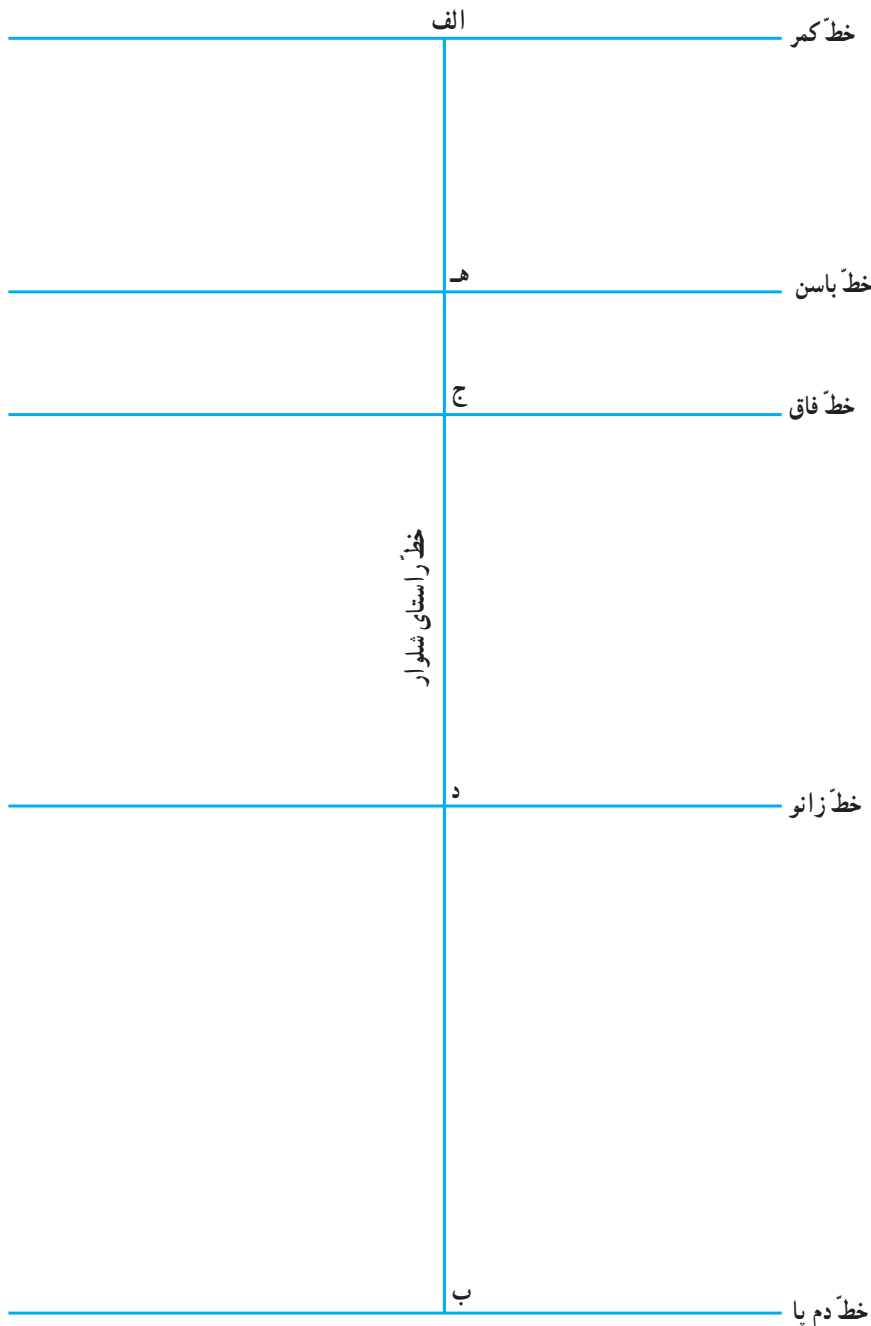 الف
خطّ کمر
هـ
خطّ باسن
ج
خطّ فاق
خطّ راستای شلوار
د
خطّ زانو
ب
خطّ دم پا